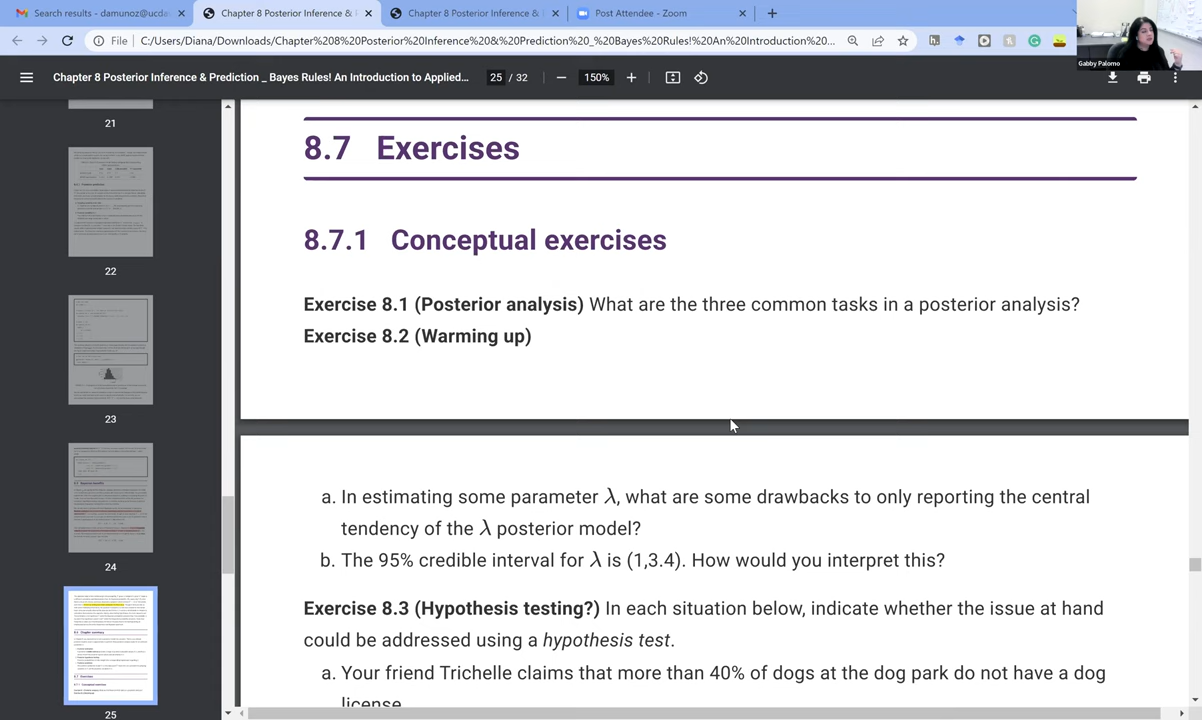 Search results - damunoz@ucda
Chapter 8 Posterior Inference &
Chapter 8 Posterior Inference &
Post Attendee - Zoom
File
C:/Users/Diana/Downloads/Chapter%208%20Posterior%20Inference%20&%20Prediction%20_%20Bayes%20Rules!%20An%20Introduction%20...
Gabby Palomo
Chapter 8 Posterior Inference & Prediction _ Bayes Rules! An Introduction to Applied...
25 / 32
150%
21
22
23
24
25
8.7 Exercises
8.7.1 Conceptual exercises
Exercise 8.1 (Posterior analysis) What are the three common tasks in a posterior analysis?
Exercise 8.2 (Warming up)
a. In estimating some parameter λ, what are some drawbacks to only reporting the central
tendency of the λ posterior model?
b. The 95% credible interval for λ is (1,3.4). How would you interpret this?
Exercise 8.3 (Hypothesis testing?) In each situation below, indicate whether the issue at hand
could be addressed using a hypothesis test.
a. Your friend Trichelle claims that more than 40% of dogs at the dog park do not have a dog
license.